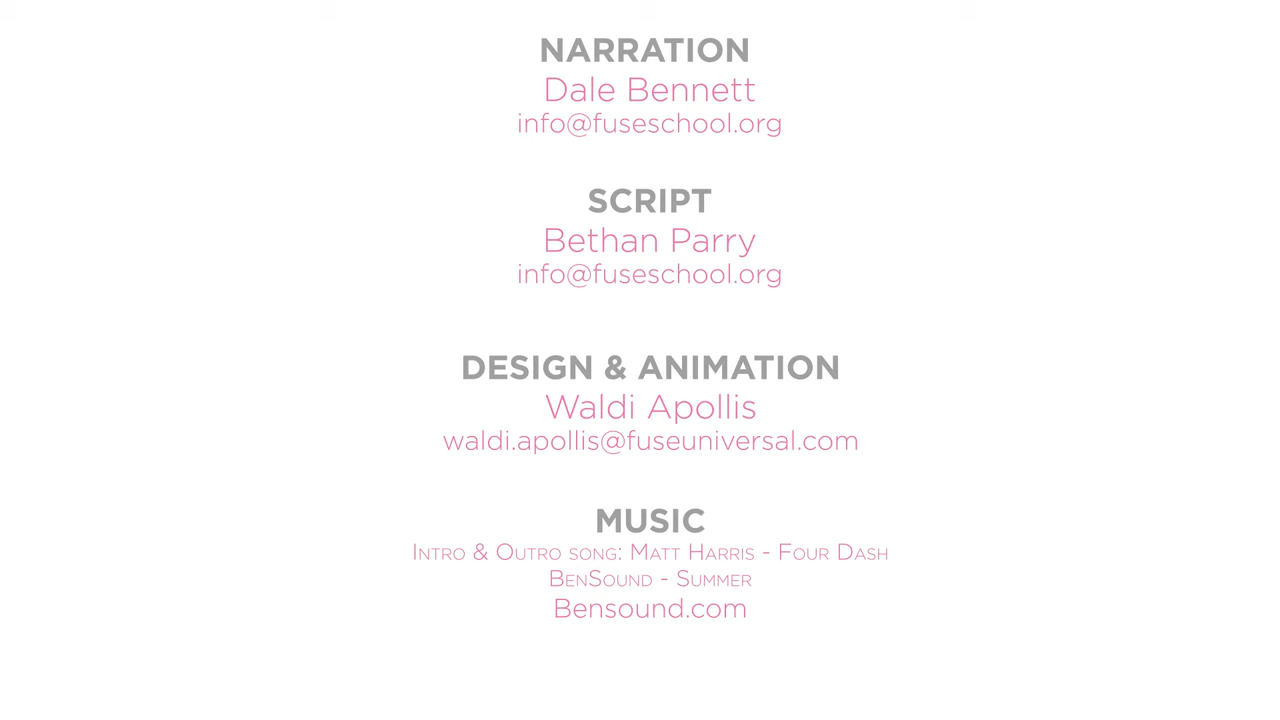 NARRATION
Dale Bennett
info@fuseschool.org
SCRIPT
Bethan Parry
info@fuseschool.org
DESIGN & ANIMATION
Waldi Apollis
waldi.apollis@fuseuniversal.com
MUSIC
Intro & Outro song: Matt Harris - Four Dash
BenSound - Summer
Bensound.com